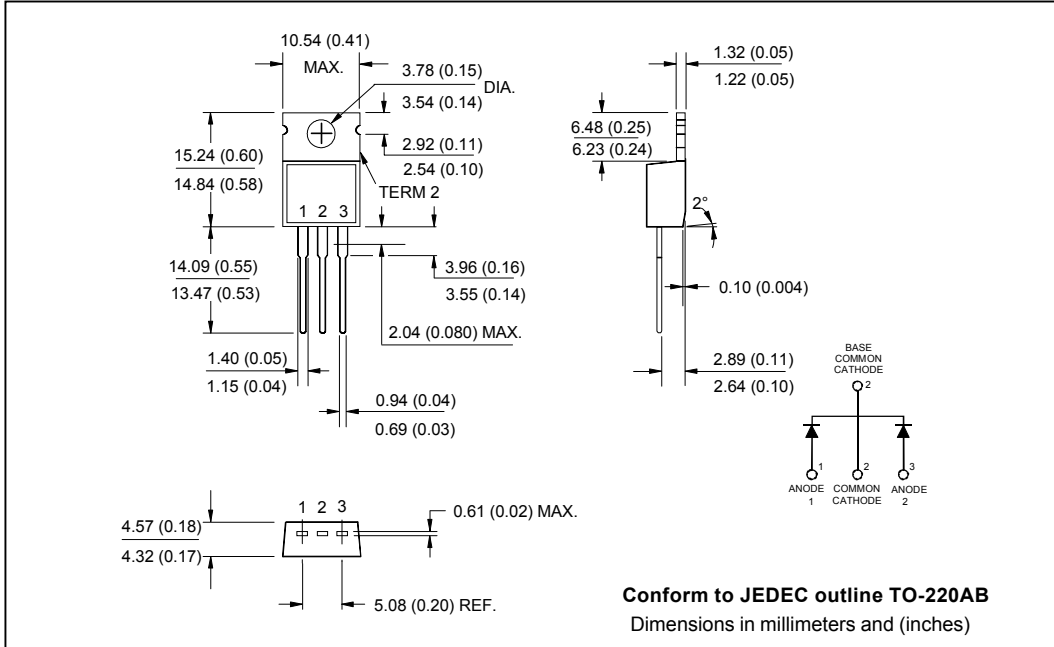 10.54 (0.41)
MAX.
3.78 (0.15)
3.54 (0.14)
DIA.
2.92 (0.11)
2.54 (0.10)
TERM 2
15.24 (0.60)
14.84 (0.58)
1 2 3
14.09 (0.55)
13.47 (0.53)
3.96 (0.16)
3.55 (0.14)
2.04 (0.080) MAX.
1.40 (0.05)
1.15 (0.04)
0.94 (0.04)
0.69 (0.03)
1.32 (0.05)
1.22 (0.05)
6.48 (0.25)
6.23 (0.24)
2°
0.10 (0.004)
2.89 (0.11)
2.64 (0.10)
BASE
COMMON
CATHODE
2
1
2
3
ANODE
1
COMMON
CATHODE
ANODE
2
1 2 3
4.57 (0.18)
4.32 (0.17)
0.61 (0.02) MAX.
5.08 (0.20) REF.
Conform to JEDEC outline TO-220AB
Dimensions in millimeters and (inches)